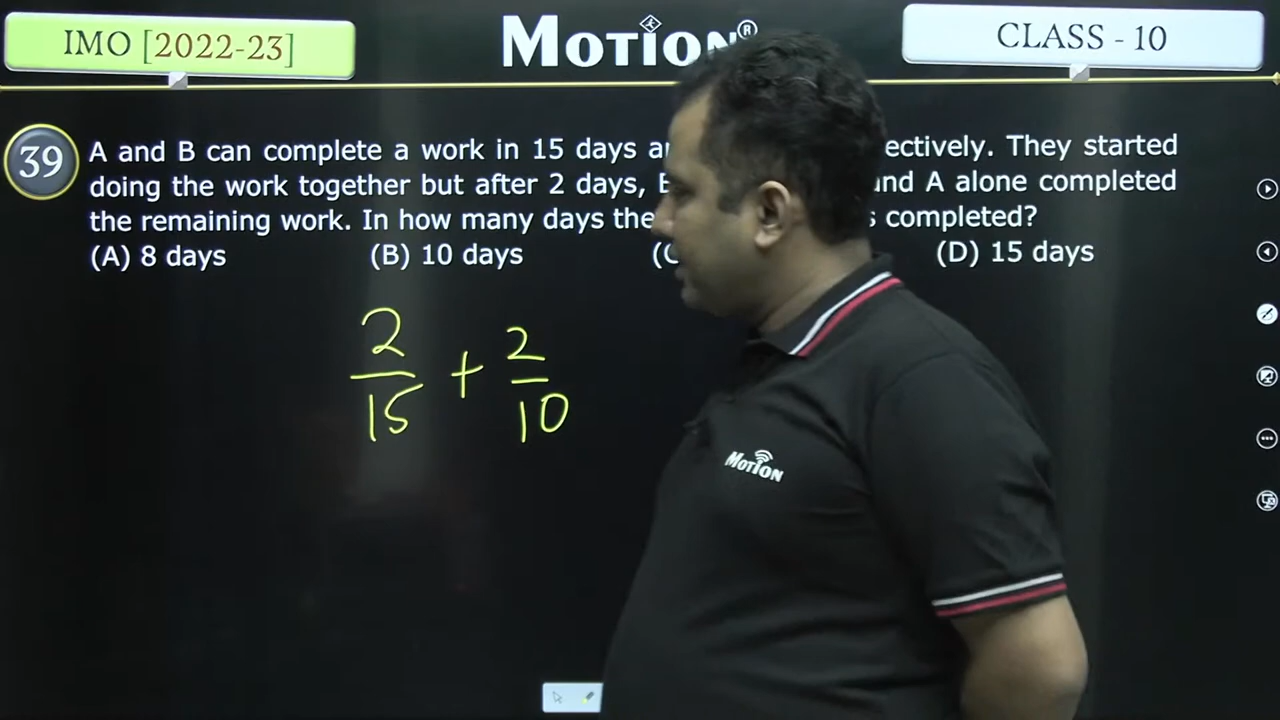 IMO [2022-23]
MOTION®
CLASS - 10
39
A and B can complete a work in 15 days ectively. They started
doing the work together but after 2 days, and A alone completed
the remaining work. In how many days completed?
(A) 8 days (B) 10 days (D) 15 days
2/15 + 2/10
MOTION